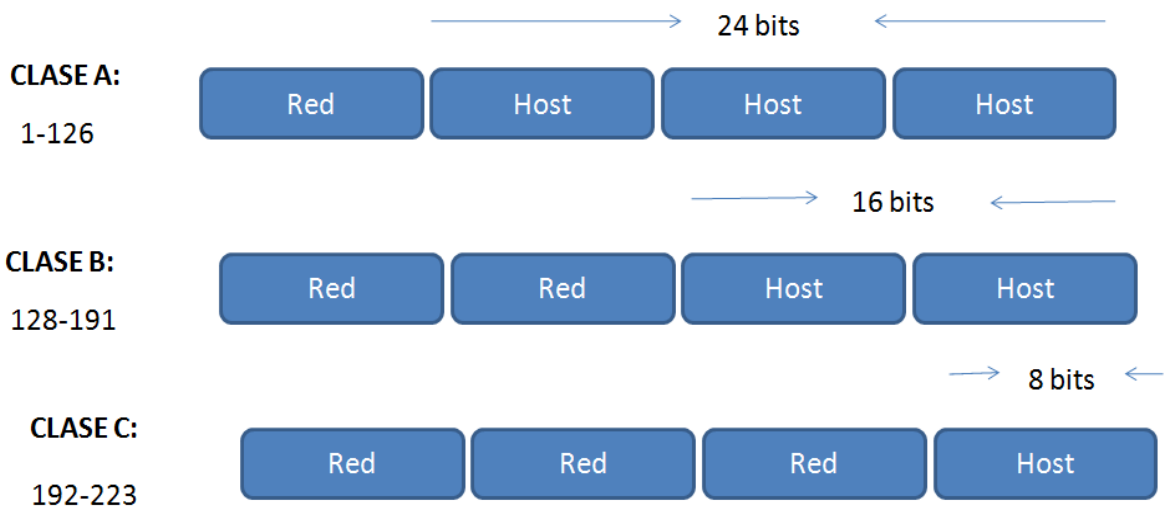 24 bits
CLASE A:
Red Host Host Host
1-126
16 bits
CLASE B:
Red Red Host Host
128-191
8 bits
CLASE C:
Red Red Red Host
192-223